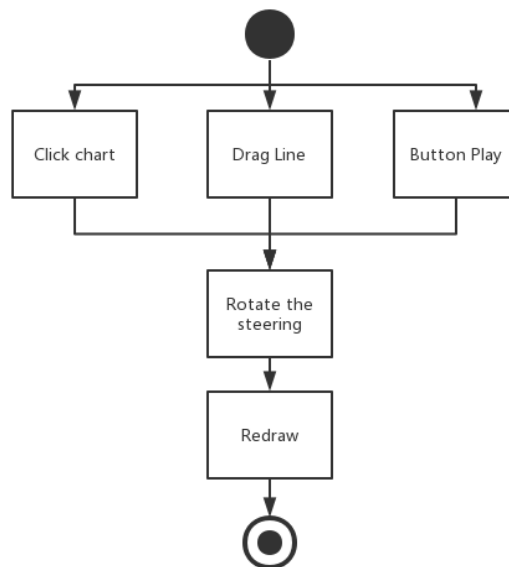 Click chart
Drag Line
Button Play
Rotate the
steering
Redraw